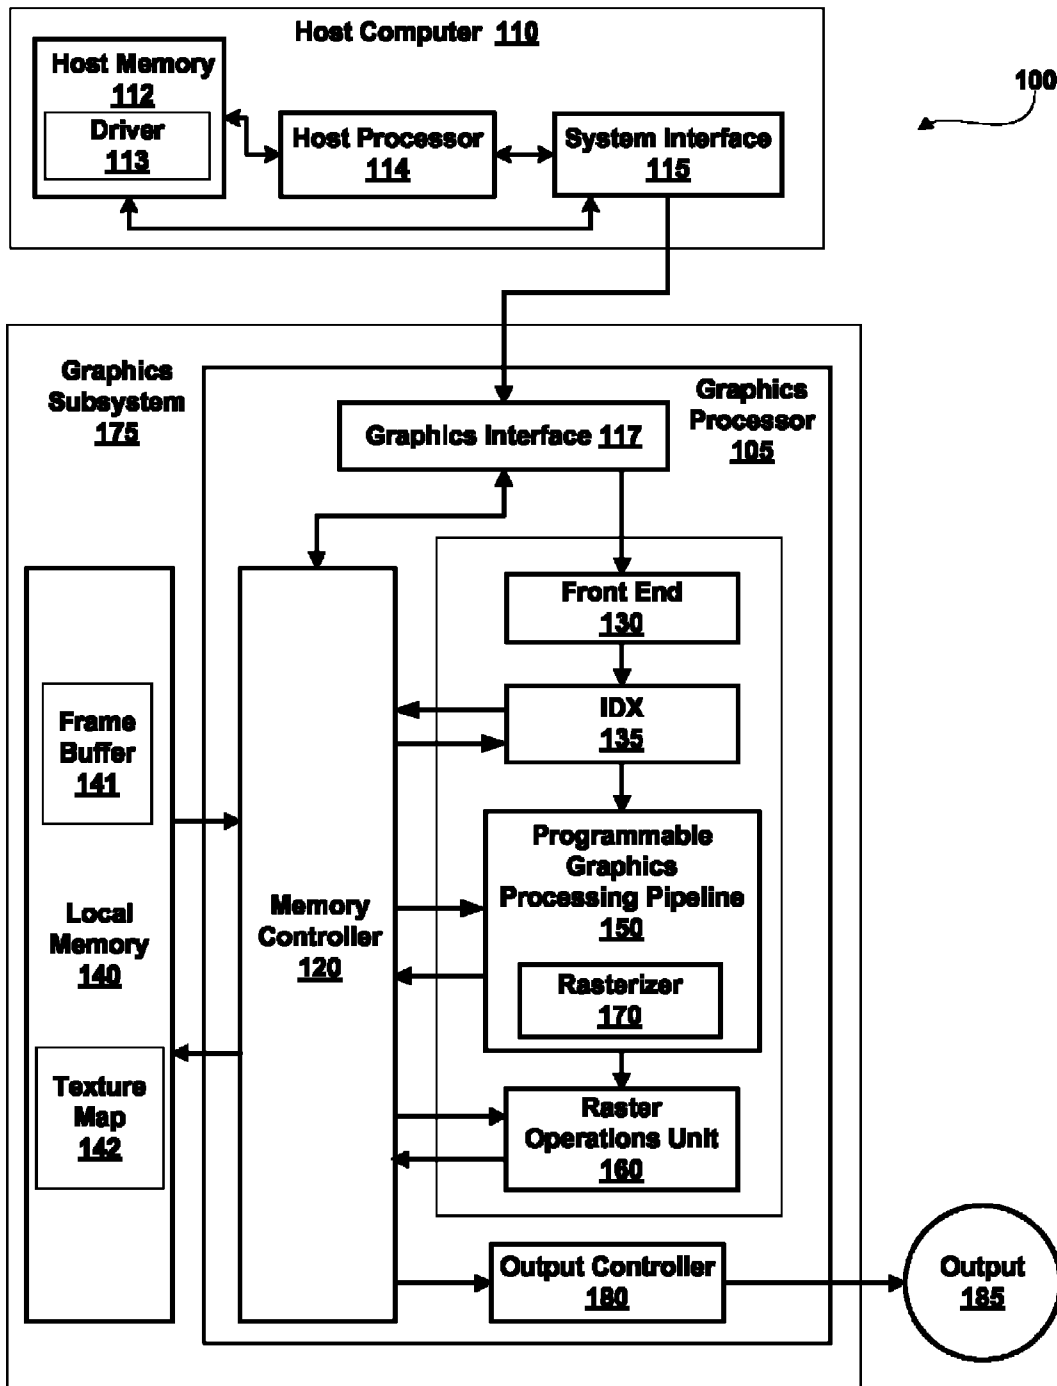 Host Computer 110
Host Memory
112
Driver
113
Host Processor
114
System Interface
115
100
Graphics
Subsystem
175
Graphics
Processor
105
Graphics Interface 117
Front End
130
IDX
135
Frame
Buffer
141
Programmable
Graphics
Processing Pipeline
150
Local
Memory
140
Memory
Controller
120
Rasterizer
170
Texture
Map
142
Raster
Operations Unit
160
Output Controller
180
Output
185